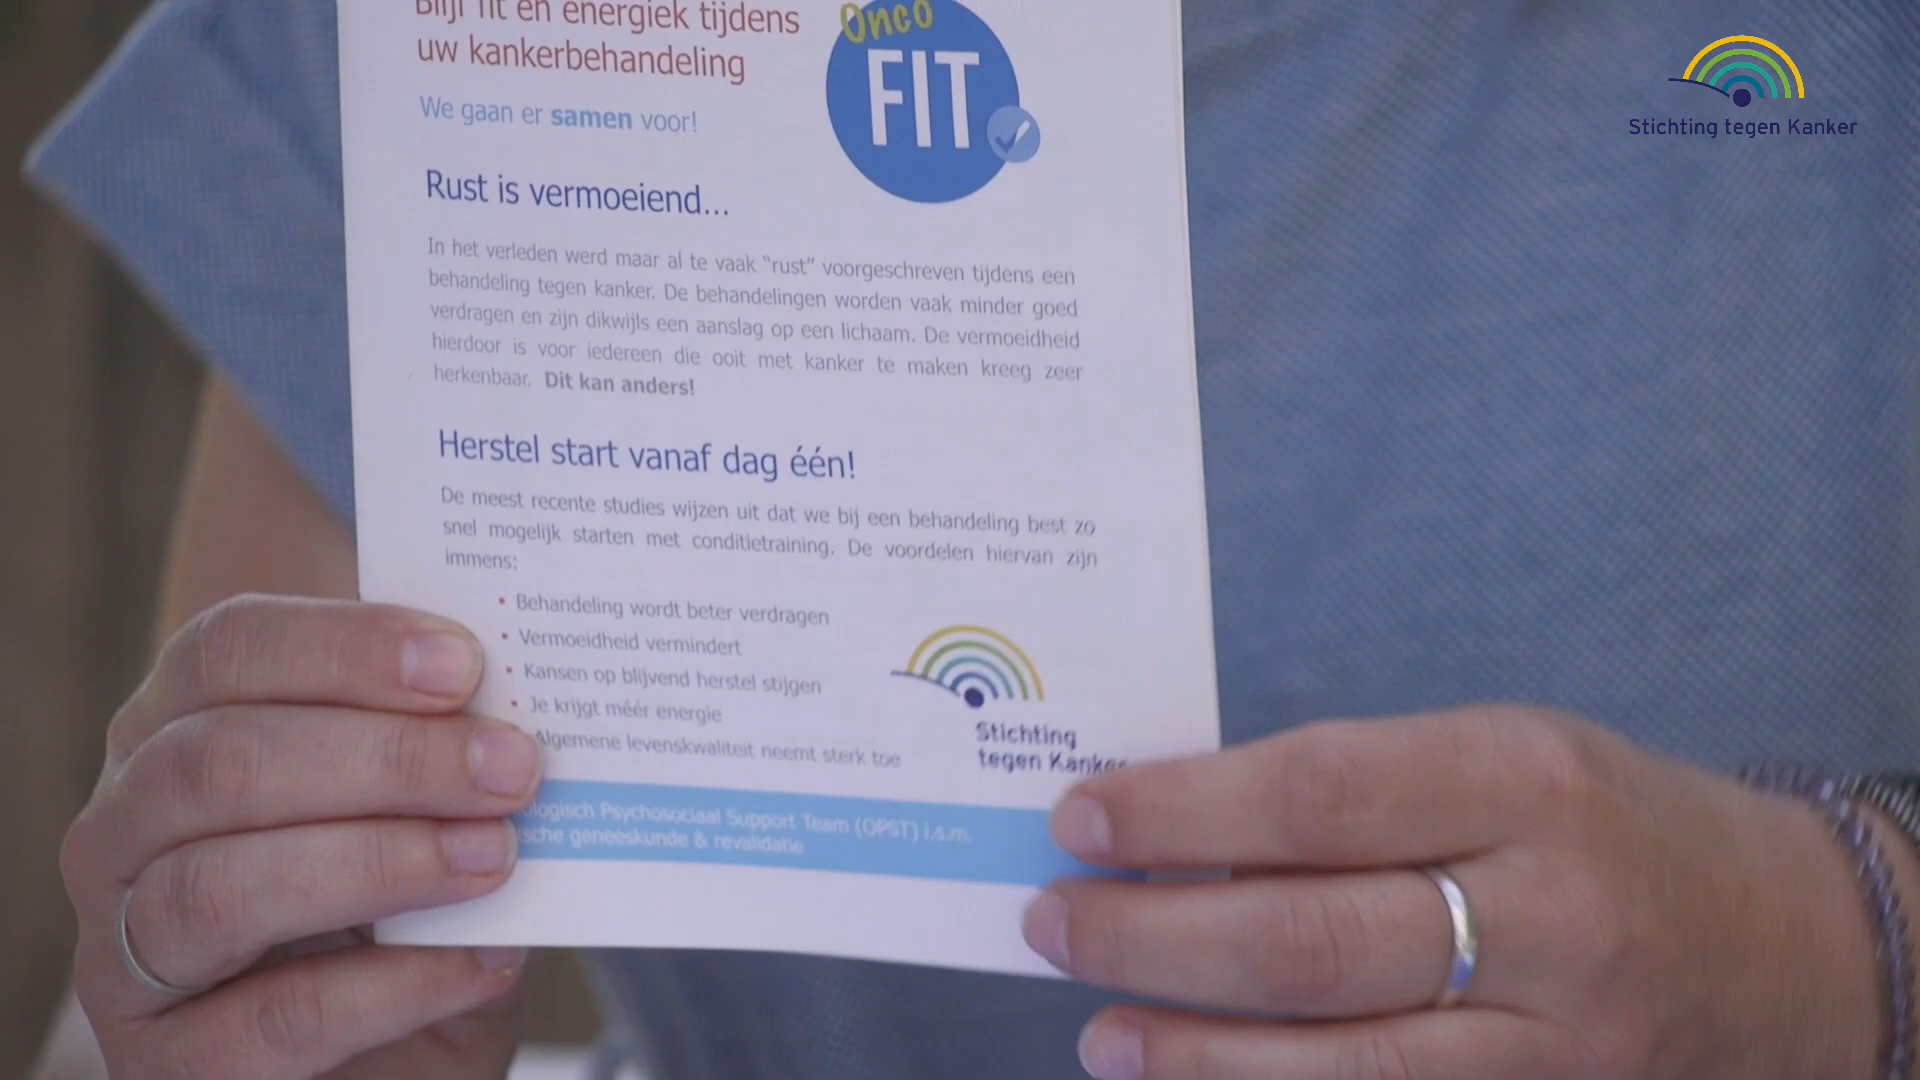 Blijf fit en energiek tijdens
uw kankerbehandeling
Onco
FIT
We gaan er samen voor!
Rust is vermoeiend...
In het verleden werd maar al te vaak “rust” voorgeschreven tijdens een
behandeling tegen kanker. De behandelingen worden vaak minder goed
verdragen en zijn dikwijls een aanslag op een lichaam. De vermoeidheid
hierdoor is voor iedereen die ooit met kanker te maken kreeg zeer
herkenbaar. Dit kan anders!
Herstel start vanaf dag één!
De meest recente studies wijzen uit dat we bij een behandeling best zo
snel mogelijk starten met conditietraining. De voordelen hiervan zijn
immens:
▪ Behandeling wordt beter verdragen
▪ Vermoeidheid vermindert
▪ Kansen op blijvend herstel stijgen
▪ Je krijgt méér energie
Algemene levenskwaliteit neemt sterk toe
Stichting
tegen Kanker
ologisch Psychosociaal Support Team (OPST) i.s.m.
ische geneeskunde & revalidatie
Stichting tegen Kanker